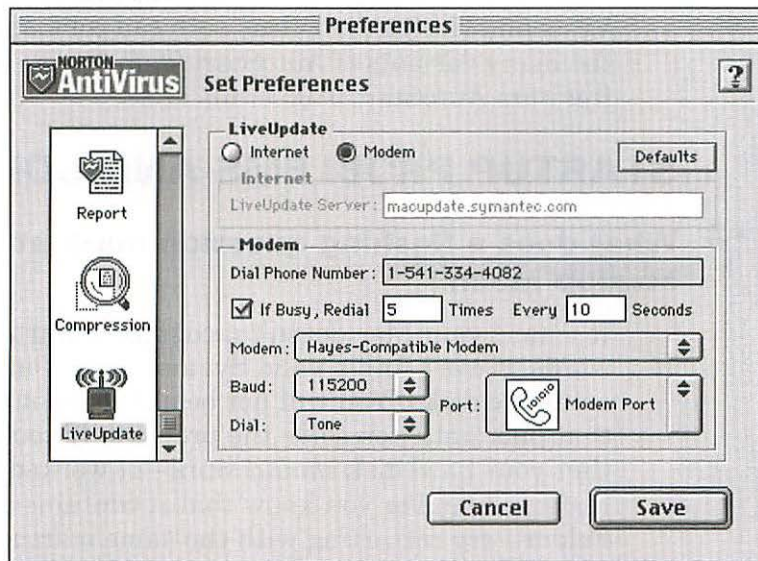 Preferences
NORTON
AntiVirus
Set Preferences
?
Report
Compression
LiveUpdate
LiveUpdate
Internet Modem
Defaults
Internet
LiveUpdate Server: macupdate.symantec.com
Modem
Dial Phone Number: 1-541-334-4082
If Busy, Redial 5 Times Every 10 Seconds
Modem: Hayes-Compatible Modem
Baud: 115200
Port: Modem Port
Dial: Tone
Cancel Save